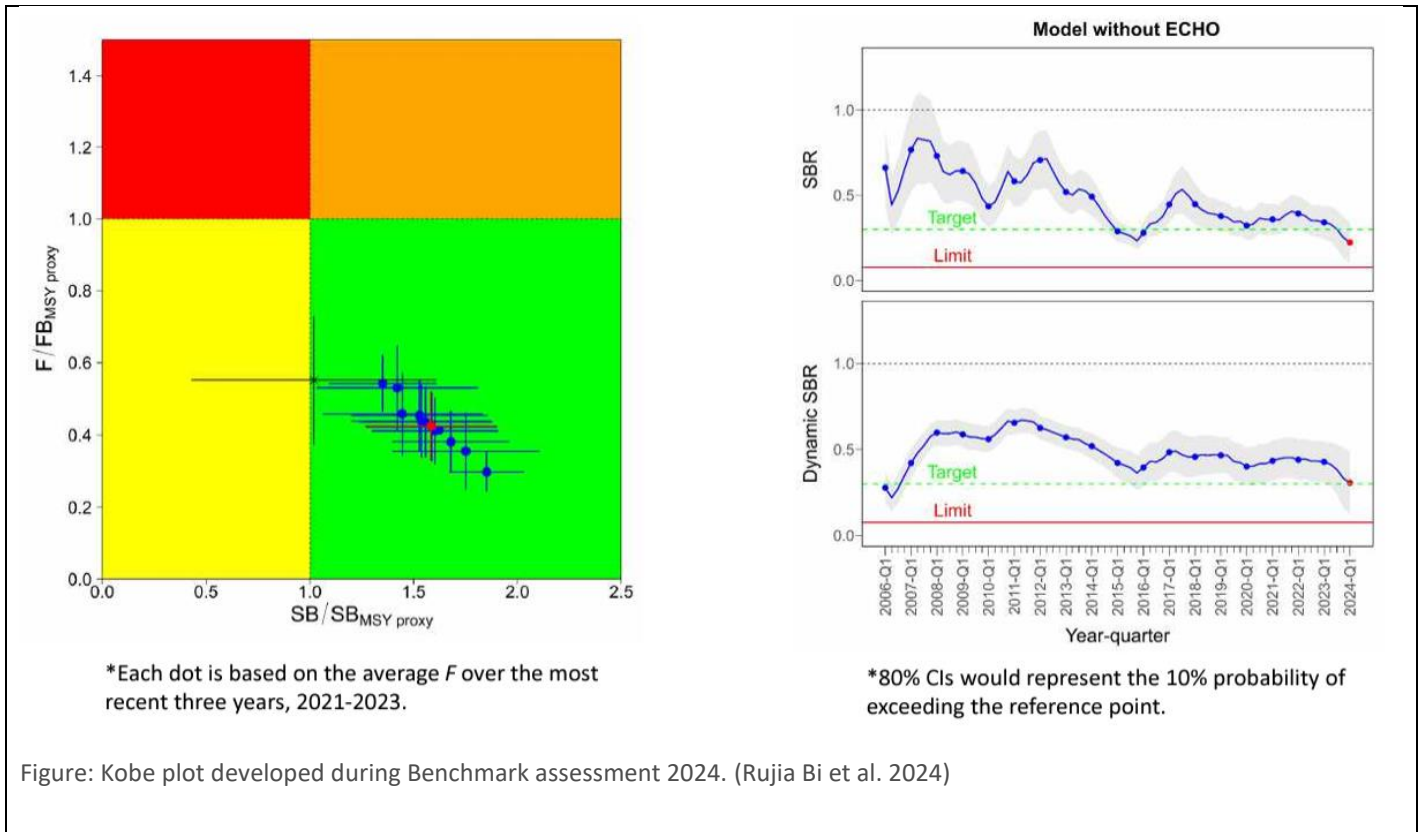 1.4
1.2
1.0
0.8
0.6
0.4
0.2
0.0
F/FBMSY proxy
0.0 0.5 1.0 1.5 2.0 2.5
SB/SBMSY proxy
*Each dot is based on the average F over the most
recent three years, 2021-2023.
Model without ECHO
SBR
1.0
0.5
0.0
Target
Limit
Dynamic SBR
1.0
0.5
0.0
Target
Limit
2006-Q1
2007-Q1
2008-Q1
2009-Q1
2010-Q1
2011-Q1
2012-Q1
2013-Q1
2014-Q1
2015-Q1
2016-Q1
2017-Q1
2018-Q1
2019-Q1
2020-Q1
2021-Q1
2022-Q1
2023-Q1
2024-Q1
Year-quarter
*80% CIs would represent the 10% probability of
exceeding the reference point.
Figure: Kobe plot developed during Benchmark assessment 2024. (Rujia Bi et al. 2024)